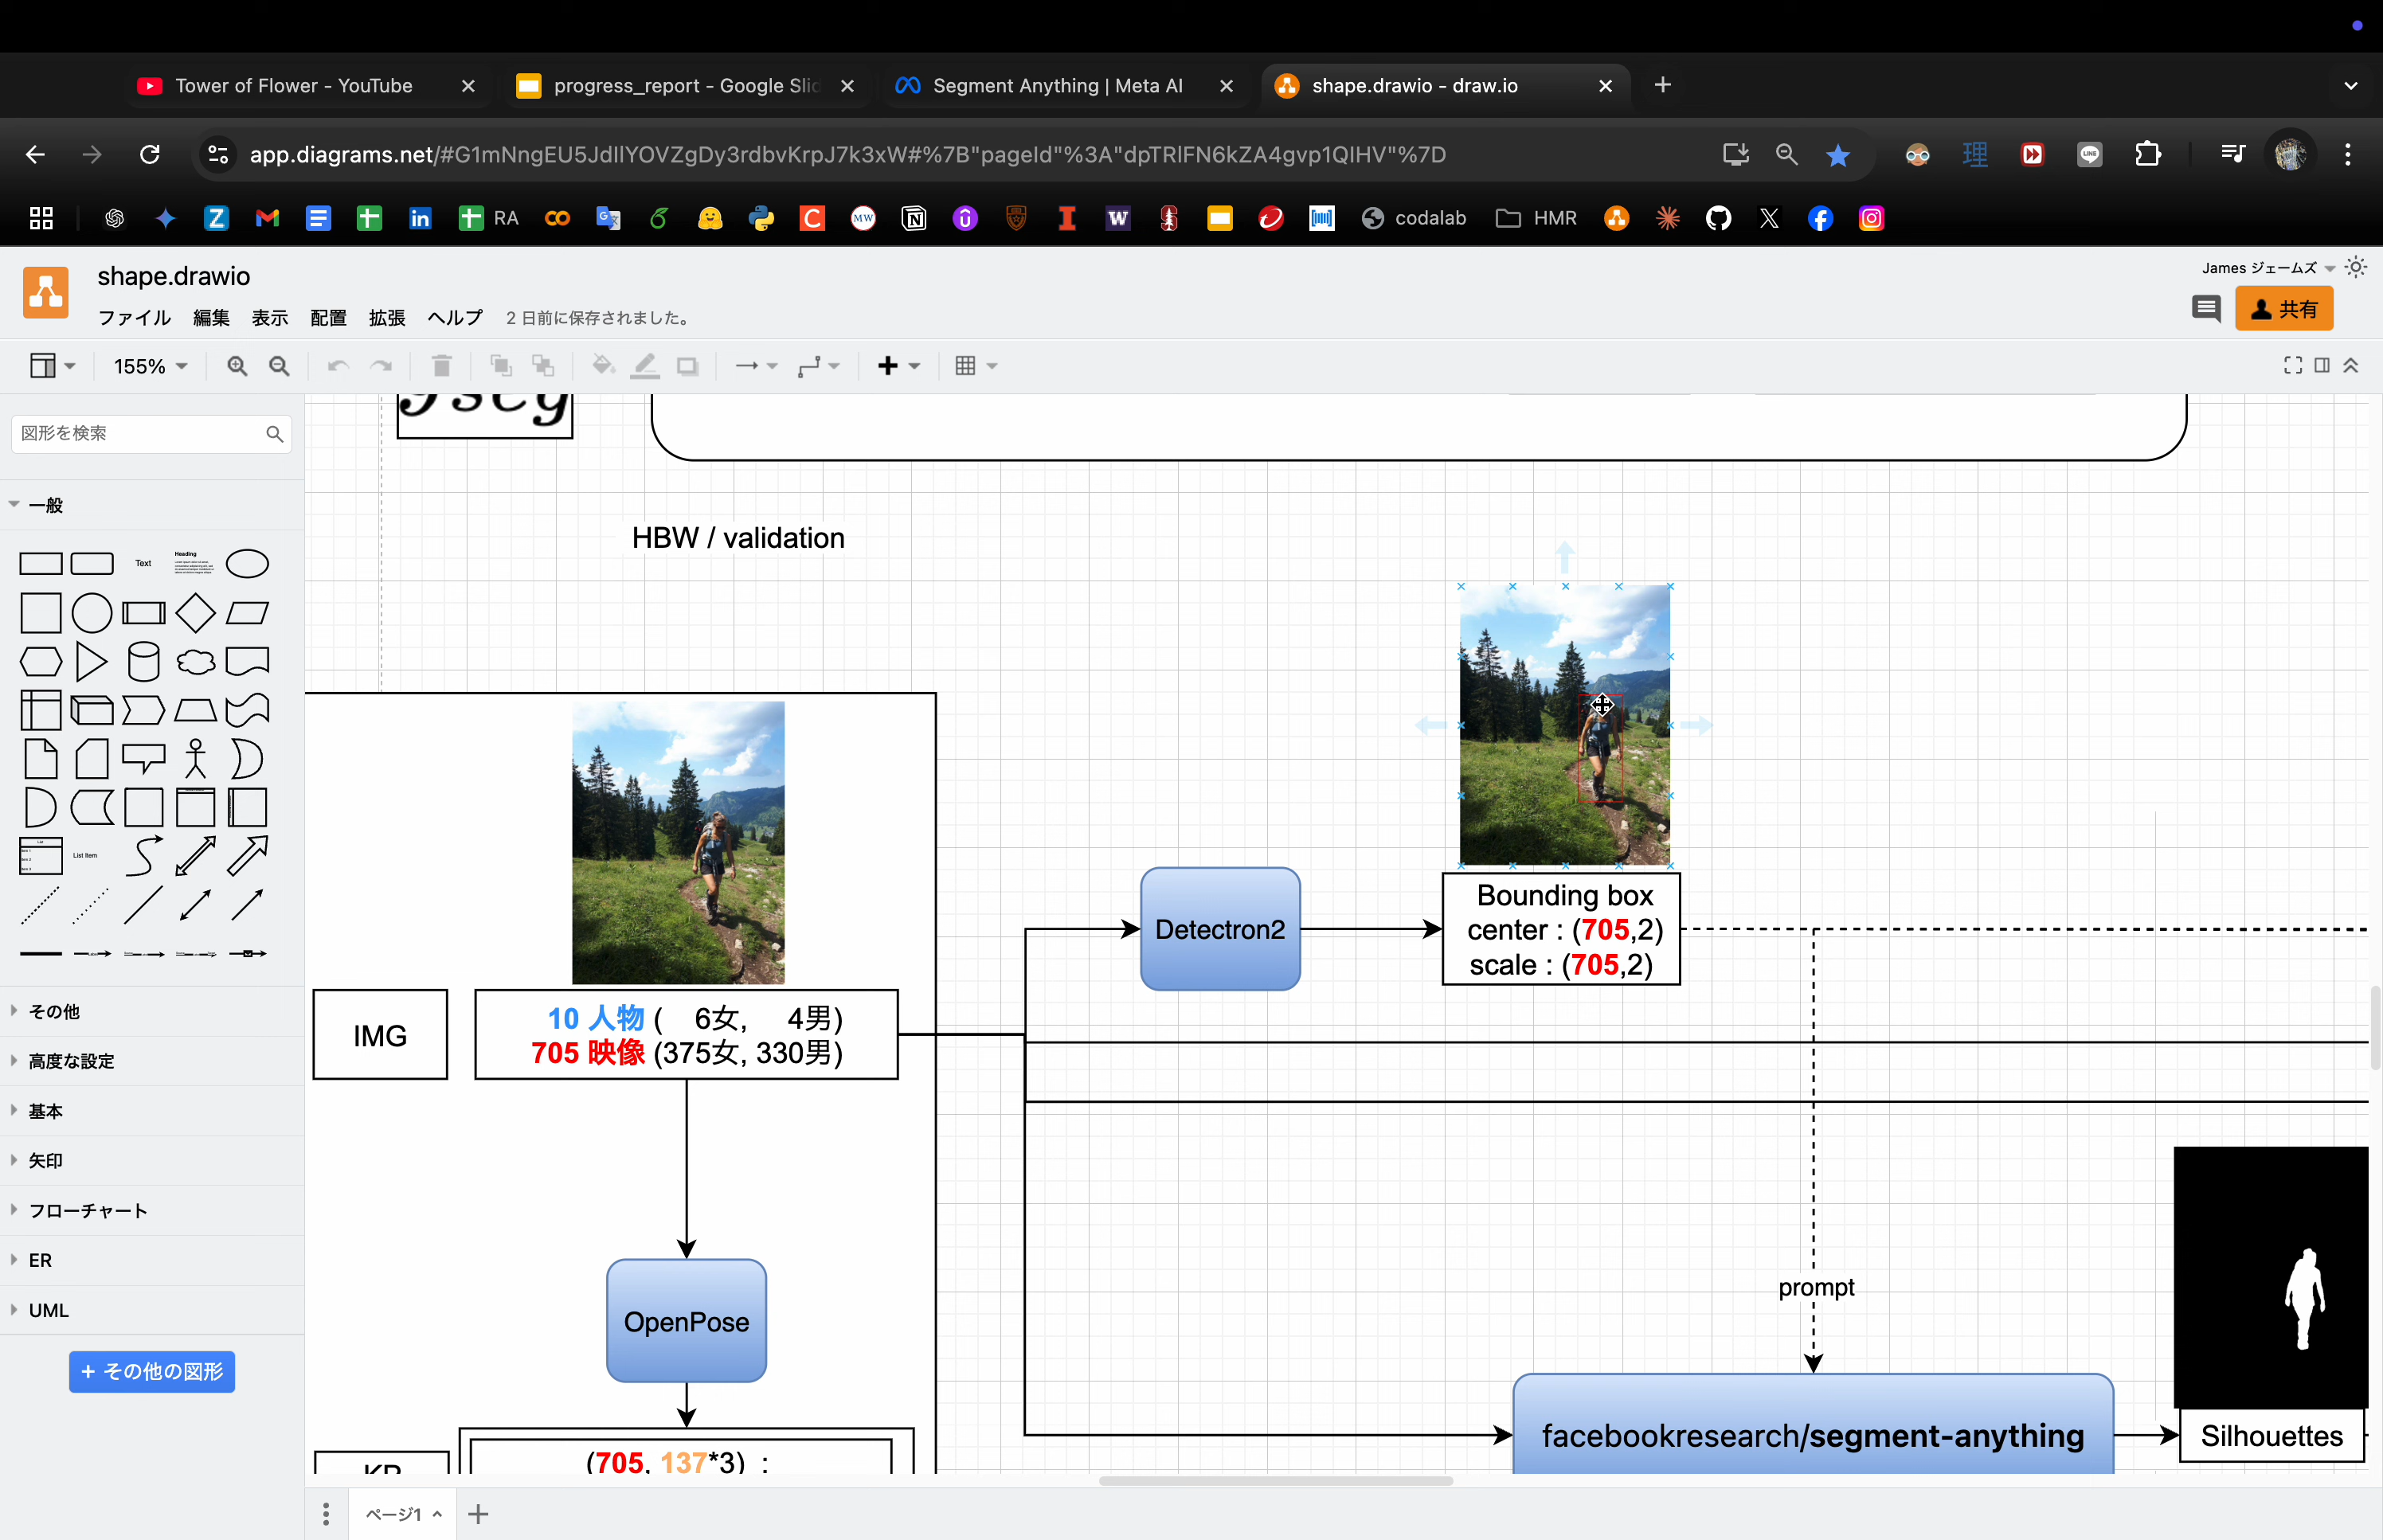 Tower of Flower - YouTube
progress_report - Google Slid
Segment Anything | Meta AI
shape.drawio - draw.io
app.diagrams.net/#G1mNngEU5JdIlYOVZgDy3rdbvKrpJ7k3xW#%7B"pageId"%3A"dpTRlFN6kZA4gvp1QIHV"%7D
RA
codalab
HMR
shape.drawio
James ジェームズ
ファイル 編集 表示 配置 拡張 ヘルプ 2 日前に保存されました。
共有
155%
図形を検索
一般
Text
Heading
List
List Item
その他
高度な設定
基本
矢印
フローチャート
ER
UML
+ その他の図形
HBW / validation
IMG
10 人物 ( 6女, 4男)
705 映像 (375女, 330男)
Detectron2
Bounding box
center : (705,2)
scale : (705,2)
OpenPose
prompt
facebookresearch/segment-anything
Silhouettes
(705, 137*3) :
ページ1